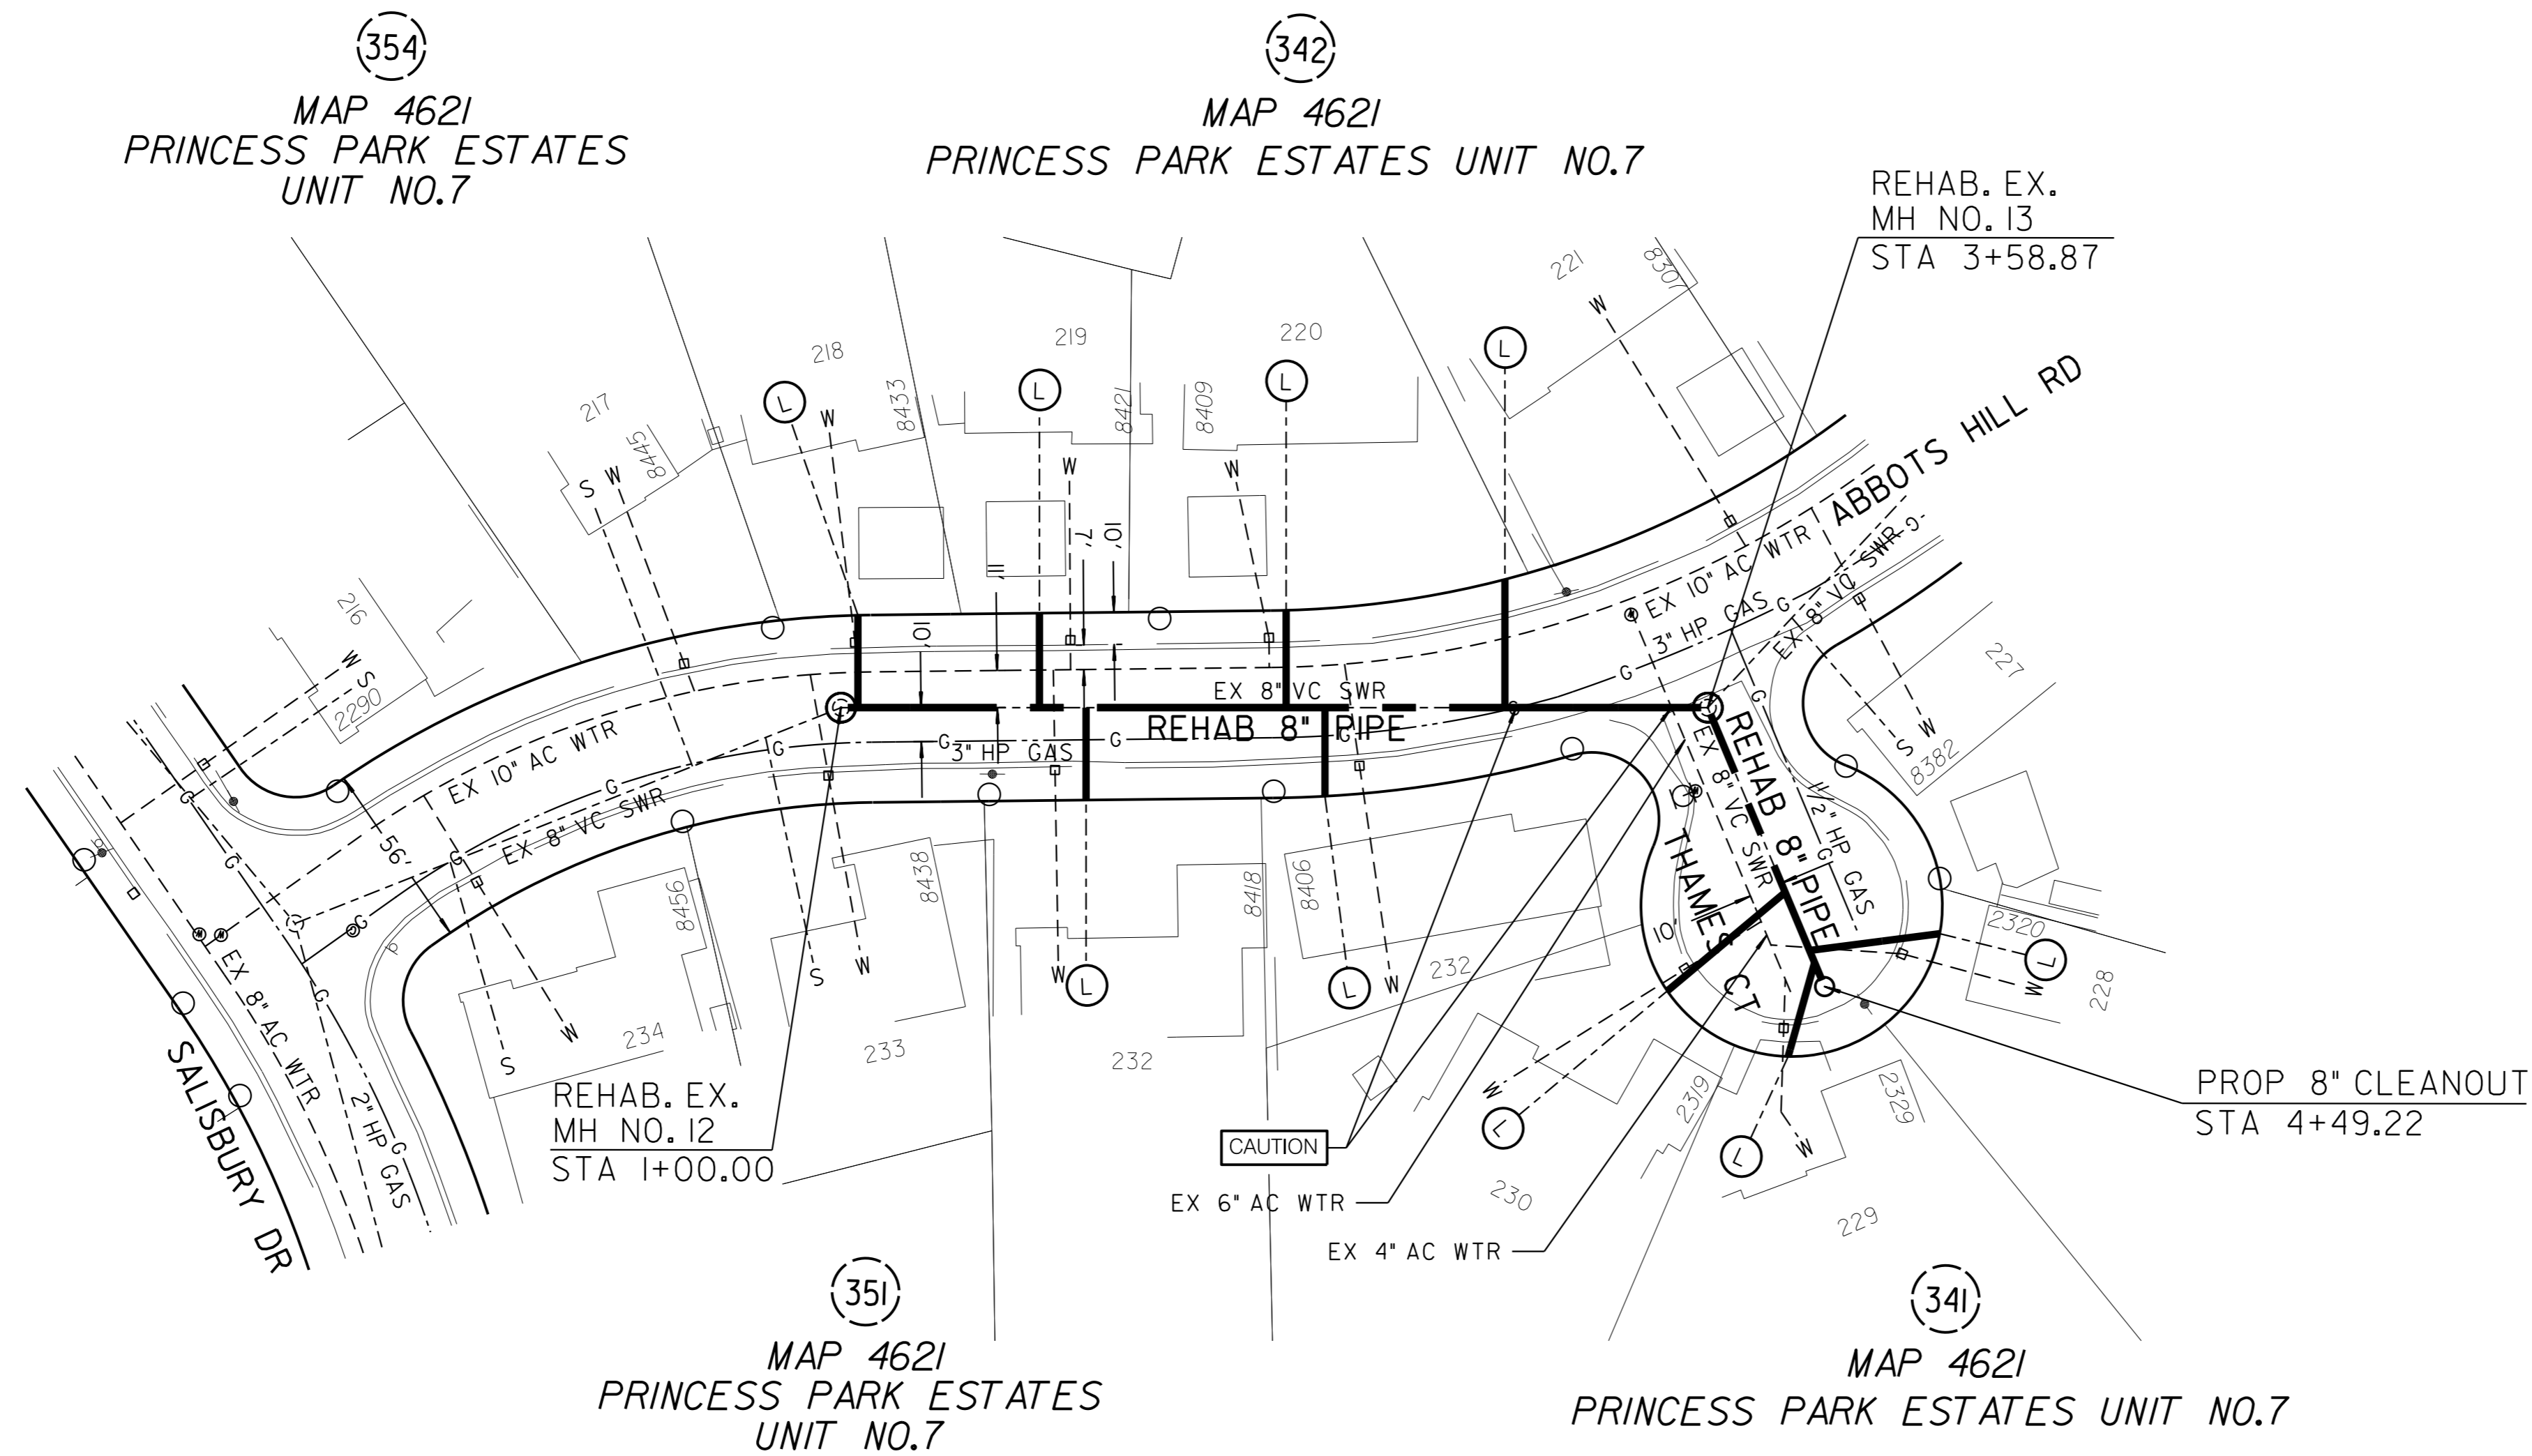 354
MAP 4621
PRINCESS PARK ESTATES
UNIT NO.7
342
MAP 4621
PRINCESS PARK ESTATES UNIT NO.7
REHAB. EX.
MH NO. 13
STA 3+58.87
221
8307
W
220
219
218
217
216
L
L
L
L
W
W
W
S W
8433
8421
8409
8445
W
S
2290
ABBOTS HILL RD
EX 10" AC WTR
3" HP GAS
EX 8" VC SWR
G
G
G
11'
7'
10'
10'
EX 8" VC SWR
REHAB 8" PIPE
3" HP GAS
G
G
G
G
G
EX 10" AC WTR
EX 8" VC SWR
G
G
G
G
G
G
56'
227
S W
8382
REHAB 8" PIPE
EX 8" VC SWR
1 1/2" HP GAS
G
G
THAMES CT
10'
2320
L
W
228
8456
8438
8418
8406
232
S
W
W
L
L
W
234
S
W
233
232
EX 8" AC WTR
2" HP GAS
G
SALISBURY DR
REHAB. EX.
MH NO. 12
STA 1+00.00
CAUTION
EX 6" AC WTR
EX 4" AC WTR
W
L
2319
230
L
W
2329
229
PROP 8" CLEANOUT
STA 4+49.22
351
MAP 4621
PRINCESS PARK ESTATES
UNIT NO.7
341
MAP 4621
PRINCESS PARK ESTATES UNIT NO.7